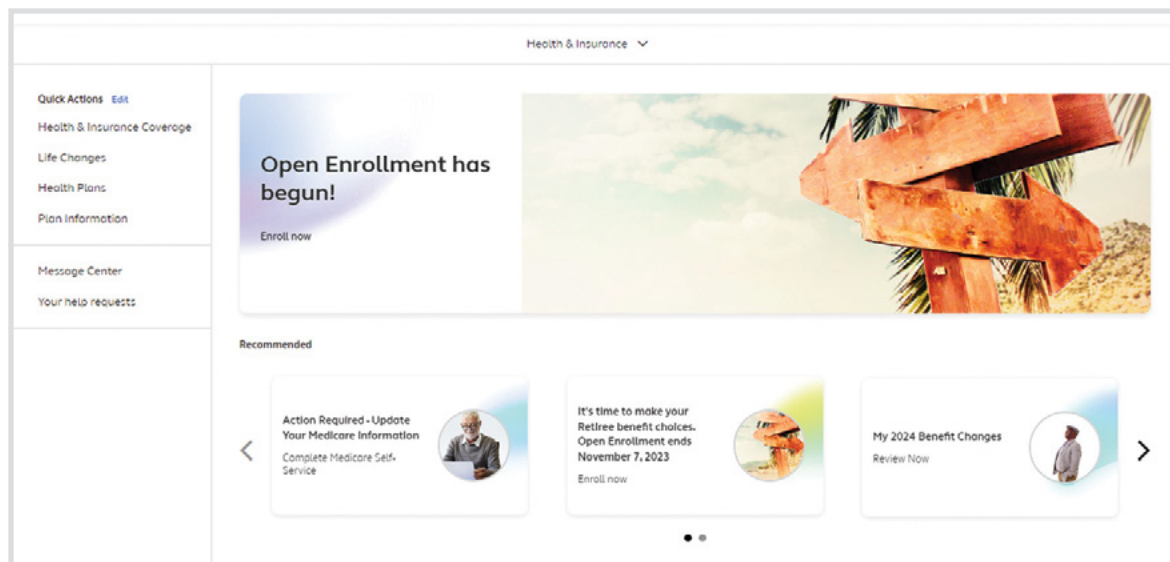 Health & Insurance
Quick Actions Edit
Health & Insurance Coverage
Life Changes
Health Plans
Plan Information
Message Center
Your help requests
Open Enrollment has
begun!
Enroll now
Recommended
Action Required - Update
Your Medicare Information
Complete Medicare Self-
Service
It's time to make your
Retiree benefit choices.
Open Enrollment ends
November 7, 2023
Enroll now
My 2024 Benefit Changes
Review Now